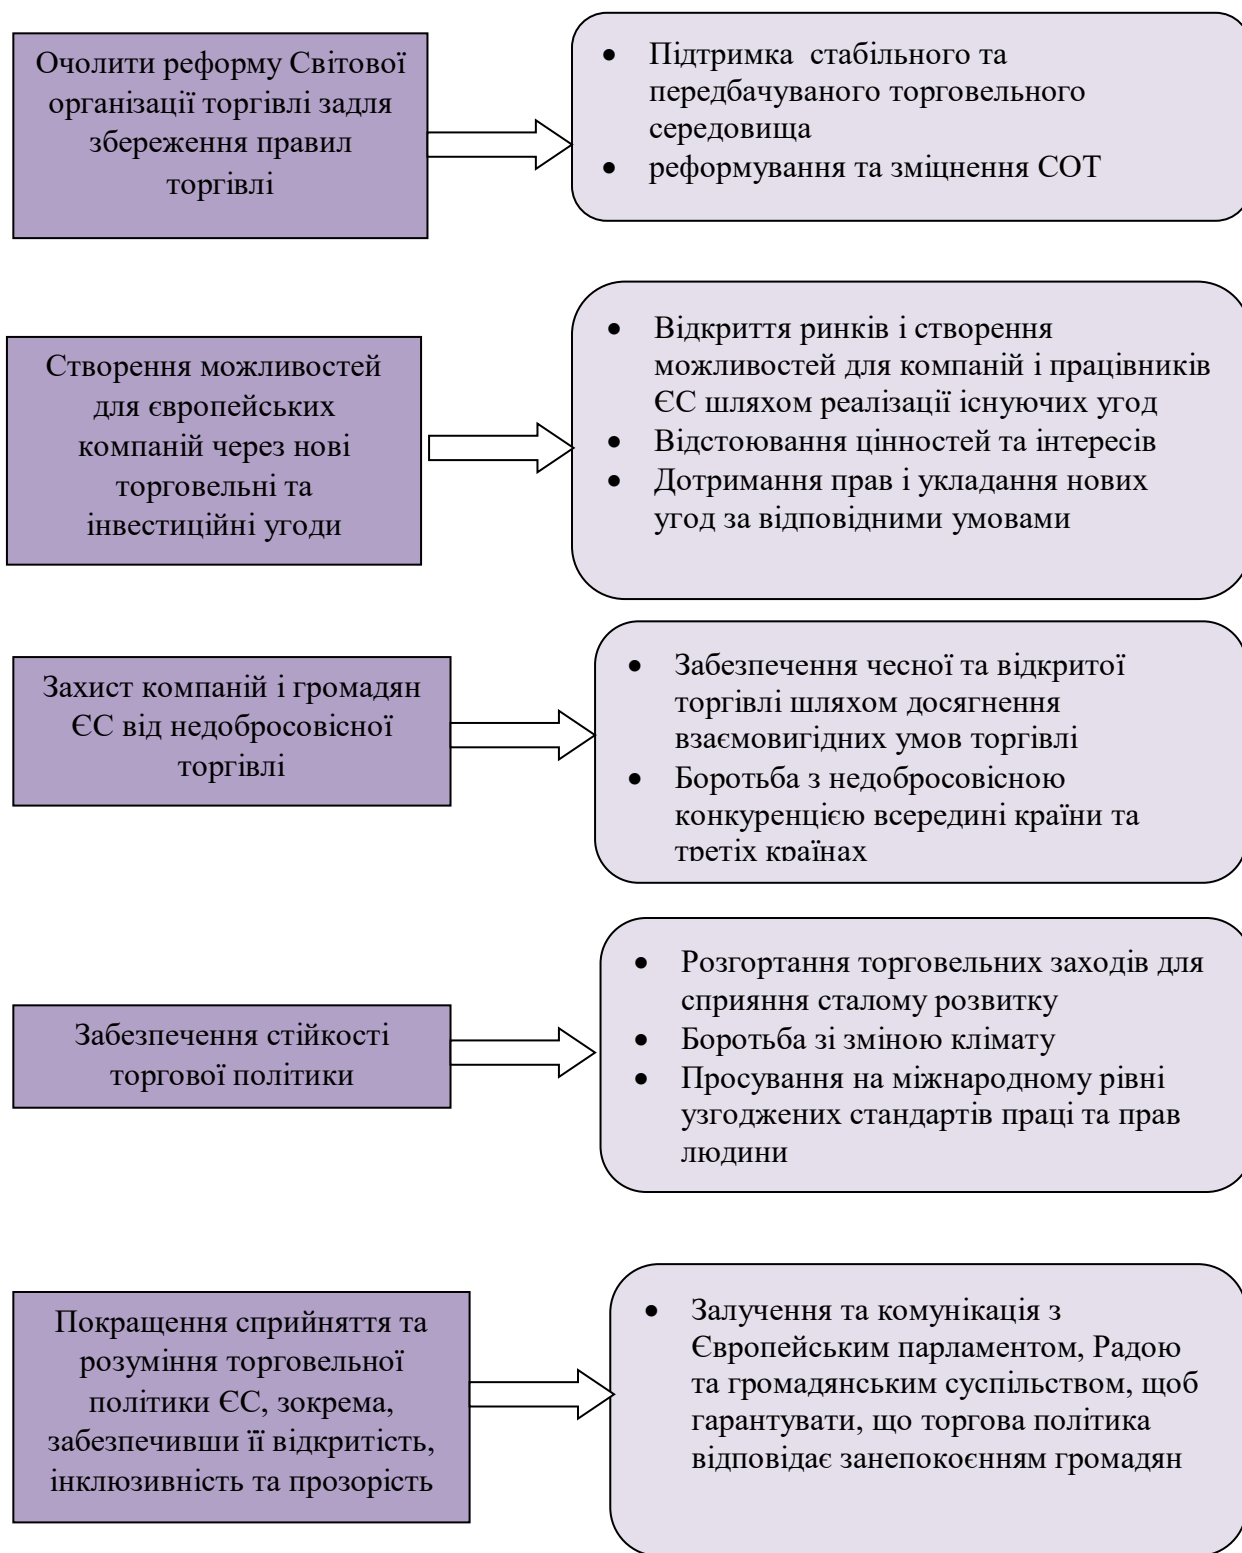 Очолити реформу Світової
організації торгівлі задля
збереження правил
торгівлі
• Підтримка стабільного та
передбачуваного торговельного
середовища
• реформування та зміцнення СОТ
Створення можливостей
для європейських
компаній через нові
торговельні та
інвестиційні угоди
• Відкриття ринків і створення
можливостей для компаній і працівників
ЄС шляхом реалізації існуючих угод
• Відстоювання цінностей та інтересів
• Дотримання прав і укладання нових
угод за відповідними умовами
Захист компаній і громадян
ЄС від недобросовісної
торгівлі
• Забезпечення чесної та відкритої
торгівлі шляхом досягнення
взаємовигідних умов торгівлі
• Боротьба з недобросовісною
конкуренцією всередині країни та
третіх країнах
Забезпечення стійкості
торгової політики
• Розгортання торговельних заходів для
сприяння сталому розвитку
• Боротьба зі зміною клімату
• Просування на міжнародному рівні
узгоджених стандартів праці та прав
людини
Покращення сприйняття та
розуміння торговельної
політики ЄС, зокрема,
забезпечивши її відкритість,
інклюзивність та прозорість
• Залучення та комунікація з
Європейським парламентом, Радою
та громадянським суспільством, щоб
гарантувати, що торгова політика
відповідає занепокоєнням громадян